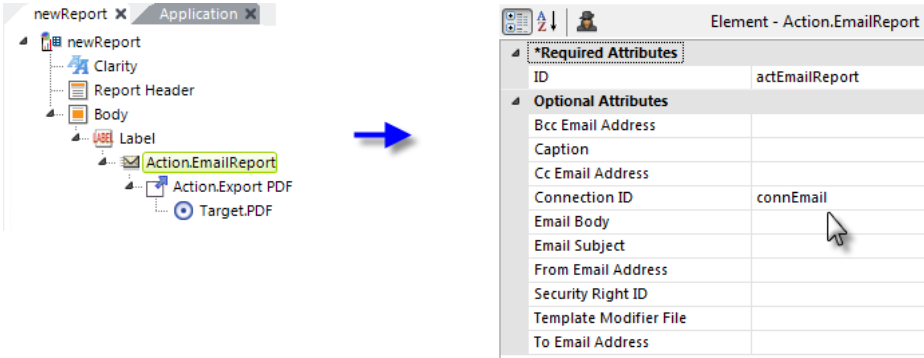 newReport Application
newReport
Clarity
Report Header
Body
LABEL Label
Action.EmailReport
Action.Export PDF
Target.PDF
A Z Element - Action.EmailReport
*Required Attributes
ID actEmailReport
Optional Attributes
Bcc Email Address
Caption
Cc Email Address
Connection ID connEmail
Email Body
Email Subject
From Email Address
Security Right ID
Template Modifier File
To Email Address